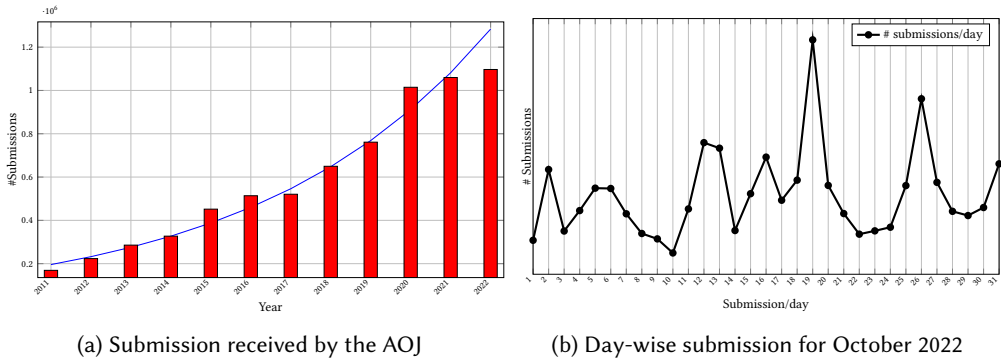 ·10⁶
1.2
1
0.8
0.6
0.4
0.2
#Submissions
2011 2012 2013 2014 2015 2016 2017 2018 2019 2020 2021 2022
Year
(a) Submission received by the AOJ
# submissions/day
# Submissions
1 2 3 4 5 6 7 8 9 10 11 12 13 14 15 16 17 18 19 20 21 22 23 24 25 26 27 28 29 30 31
Submission/day
(b) Day-wise submission for October 2022